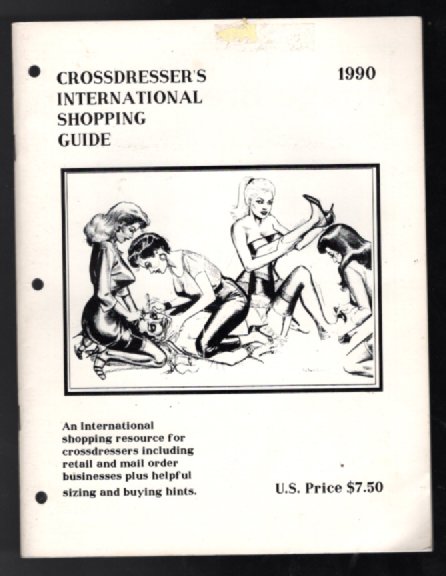 CROSSDRESSER'S
INTERNATIONAL
SHOPPING
GUIDE
1990
An international
shopping resource for
crossdressers including
retail and mail order
businesses plus helpful
sizing and buying hints.
U.S. Price $7.50